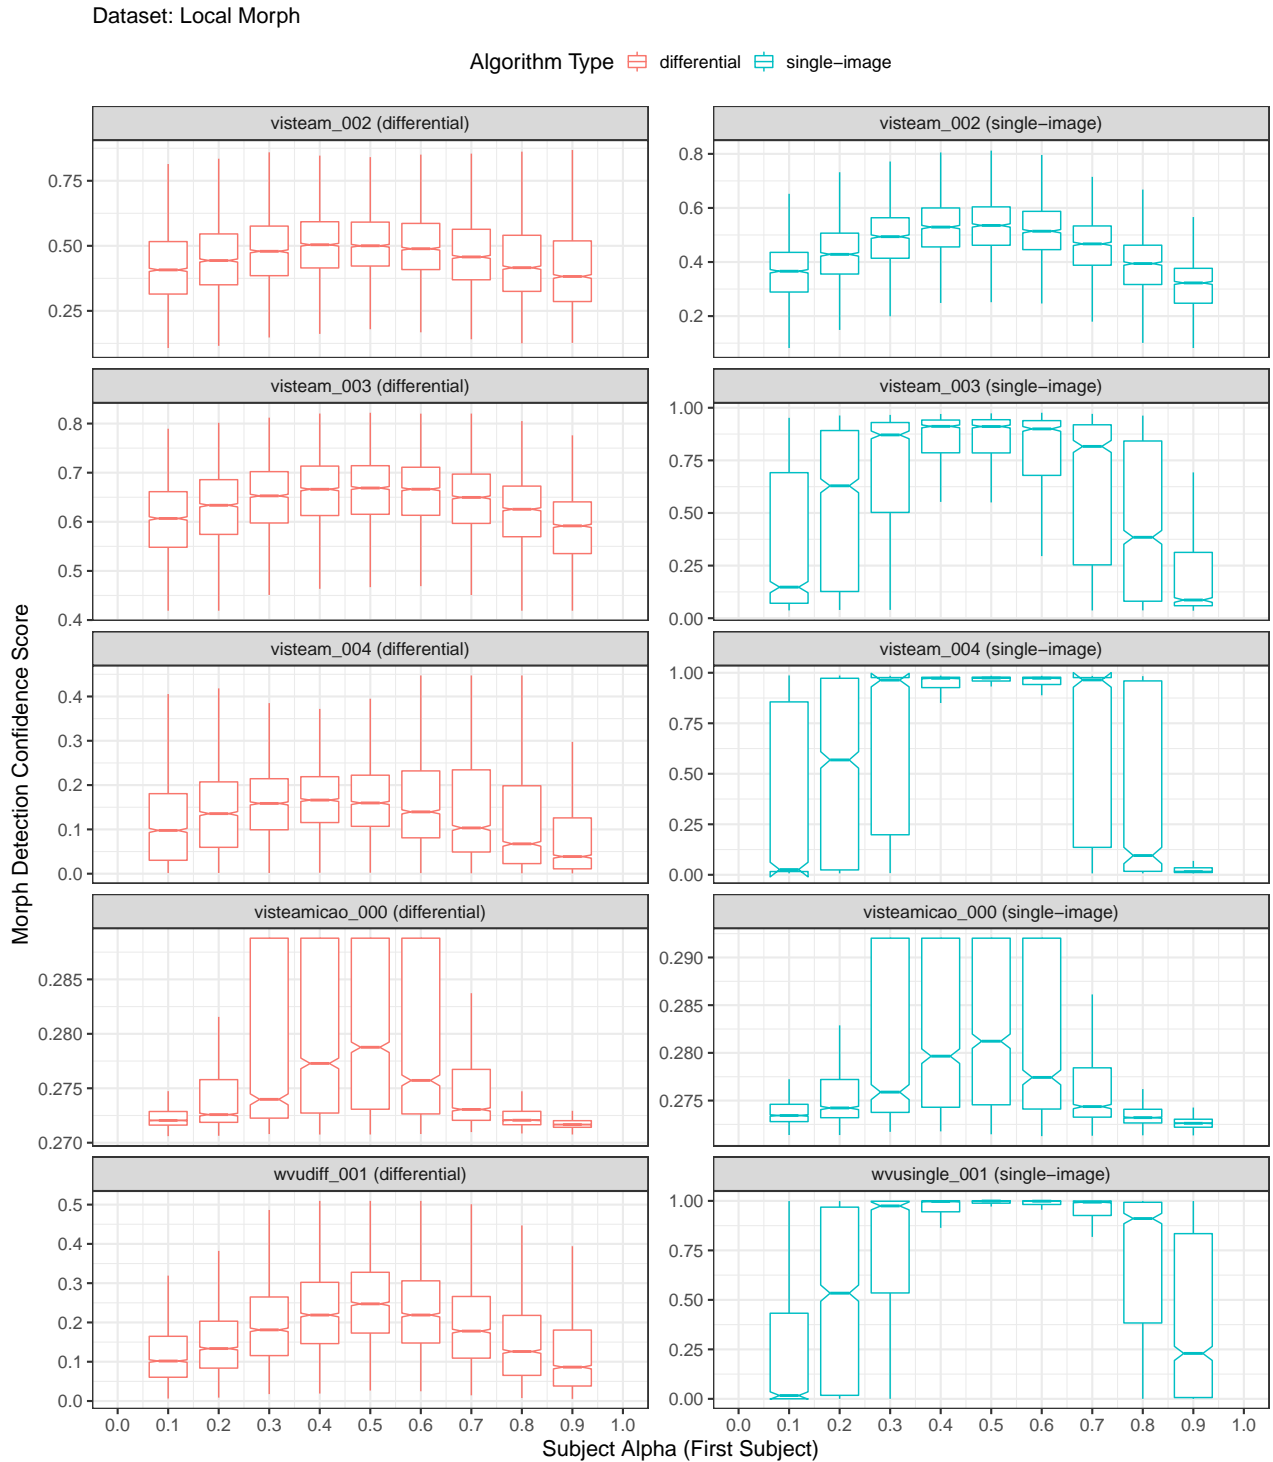 Dataset: Local Morph
Algorithm Type differential single−image
visteam_002 (differential)
0.75
0.50
0.25
visteam_002 (single−image)
0.8
0.6
0.4
0.2
visteam_003 (differential)
0.8
0.7
0.6
0.5
0.4
visteam_003 (single−image)
1.00
0.75
0.50
0.25
0.00
visteam_004 (differential)
0.4
0.3
0.2
0.1
0.0
visteam_004 (single−image)
1.00
0.75
0.50
0.25
0.00
visteamicao_000 (differential)
0.285
0.280
0.275
0.270
visteamicao_000 (single−image)
0.290
0.285
0.280
0.275
wvudiff_001 (differential)
0.5
0.4
0.3
0.2
0.1
0.0
wvusingle_001 (single−image)
1.00
0.75
0.50
0.25
0.00
0.0 0.1 0.2 0.3 0.4 0.5 0.6 0.7 0.8 0.9 1.0
0.0 0.1 0.2 0.3 0.4 0.5 0.6 0.7 0.8 0.9 1.0
Subject Alpha (First Subject)
Morph Detection Confidence Score